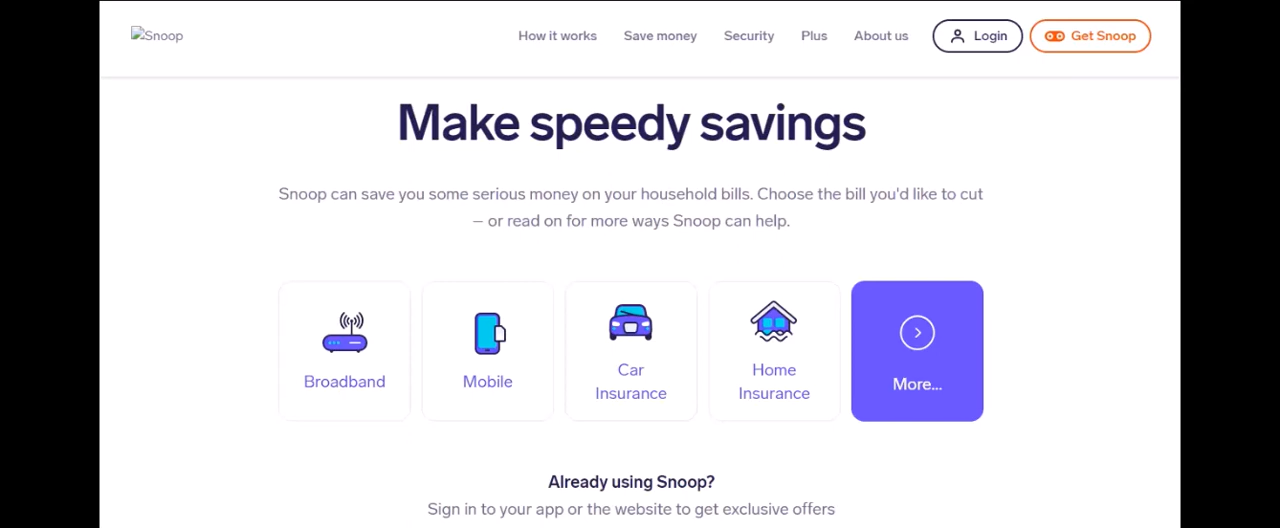 Snoop
How it works Save money Security Plus About us Login Get Snoop
Make speedy savings
Snoop can save you some serious money on your household bills. Choose the bill you'd like to cut
– or read on for more ways Snoop can help.
Broadband
Mobile
Car
Insurance
Home
Insurance
More...
Already using Snoop?
Sign in to your app or the website to get exclusive offers